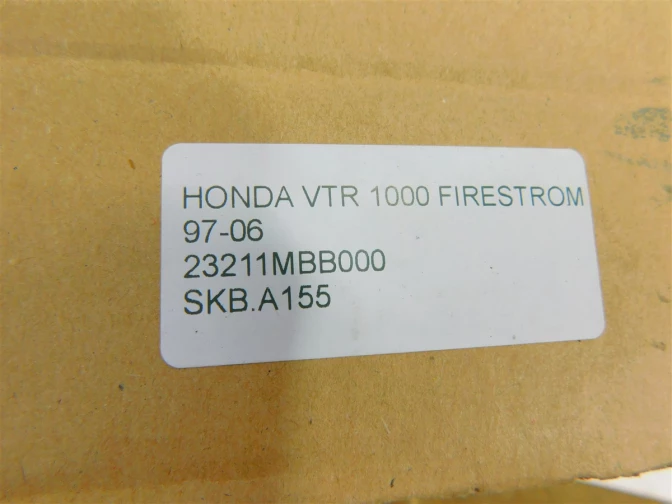 HONDA VTR 1000 FIRESTROM
97-06
23211MBB000
SKB.A155